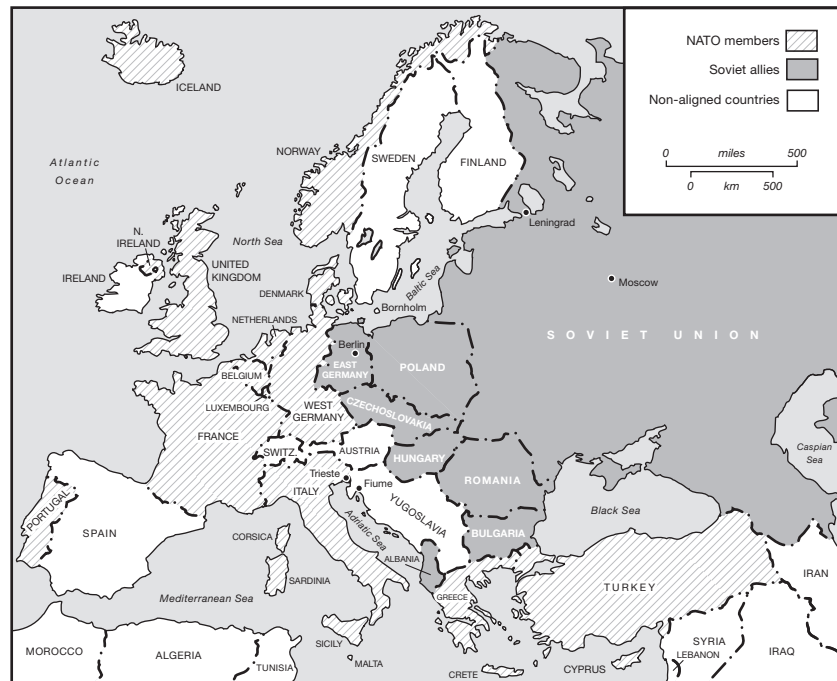 NATO members
Soviet allies
Non-aligned countries
0 miles 500
0 km 500
ICELAND
Atlantic
Ocean
NORWAY
SWEDEN
FINLAND
Leningrad
N.
IRELAND
North Sea
IRELAND
UNITED
KINGDOM
Baltic Sea
Moscow
DENMARK
Bornholm
NETHERLANDS
SOVIET UNION
Berlin
EAST
GERMANY
POLAND
BELGIUM
LUXEMBOURG
WEST
GERMANY
CZECHOSLOVAKIA
FRANCE
SWITZ.
AUSTRIA
HUNGARY
Caspian
Sea
Trieste
Fiume
ITALY
ROMANIA
PORTUGAL
SPAIN
YUGOSLAVIA
Black Sea
Adriatic Sea
BULGARIA
CORSICA
ALBANIA
IRAN
SARDINIA
GREECE
TURKEY
Mediterranean Sea
SICILY
MOROCCO
ALGERIA
TUNISIA
MALTA
CRETE
CYPRUS
SYRIA
LEBANON
IRAQ